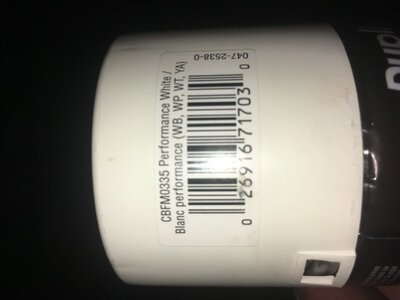 047-2538-0
CBFM0335 Performance White /
Blanc performance (WB, WP, WT, YA)
0 26916 71703 0